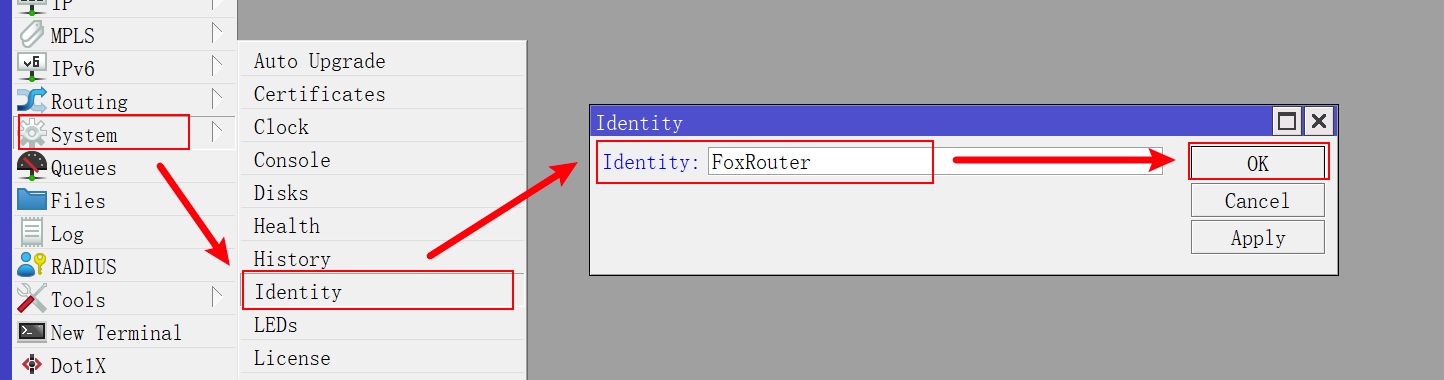 IP
MPLS
IPv6
Routing
System
Queues
Files
Log
RADIUS
Tools
New Terminal
Dot1X
Auto Upgrade
Certificates
Clock
Console
Disks
Health
History
Identity
LEDs
License
Identity
Identity: FoxRouter
OK
Cancel
Apply